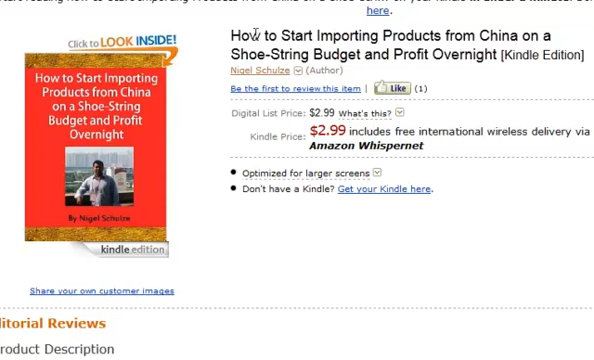 here.
Click to LOOK INSIDE!
How to Start Importing
Products from China
on a Shoe-String
Budget and Profit
Overnight
By Nigel Schulze
kindle edition
Share your own customer images
How to Start Importing Products from China on a
Shoe-String Budget and Profit Overnight [Kindle Edition]
Nigel Schulze (Author)
Be the first to review this item | Like (1)
Digital List Price: $2.99 What's this?
Kindle Price: $2.99 includes free international wireless delivery via
Amazon Whispernet
• Optimized for larger screens
• Don't have a Kindle? Get your Kindle here.
itorial Reviews
roduct Description